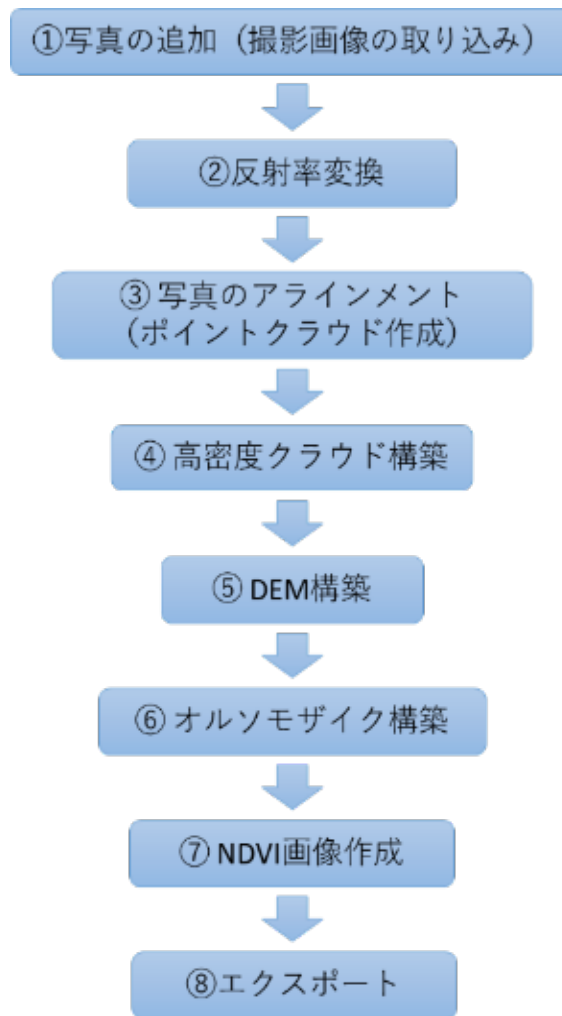 ①写真の追加（撮影画像の取り込み）
②反射率変換
③ 写真のアラインメント
（ポイントクラウド作成）
④ 高密度クラウド構築
⑤ DEM構築
⑥ オルソモザイク構築
⑦ NDVI画像作成
⑧エクスポート